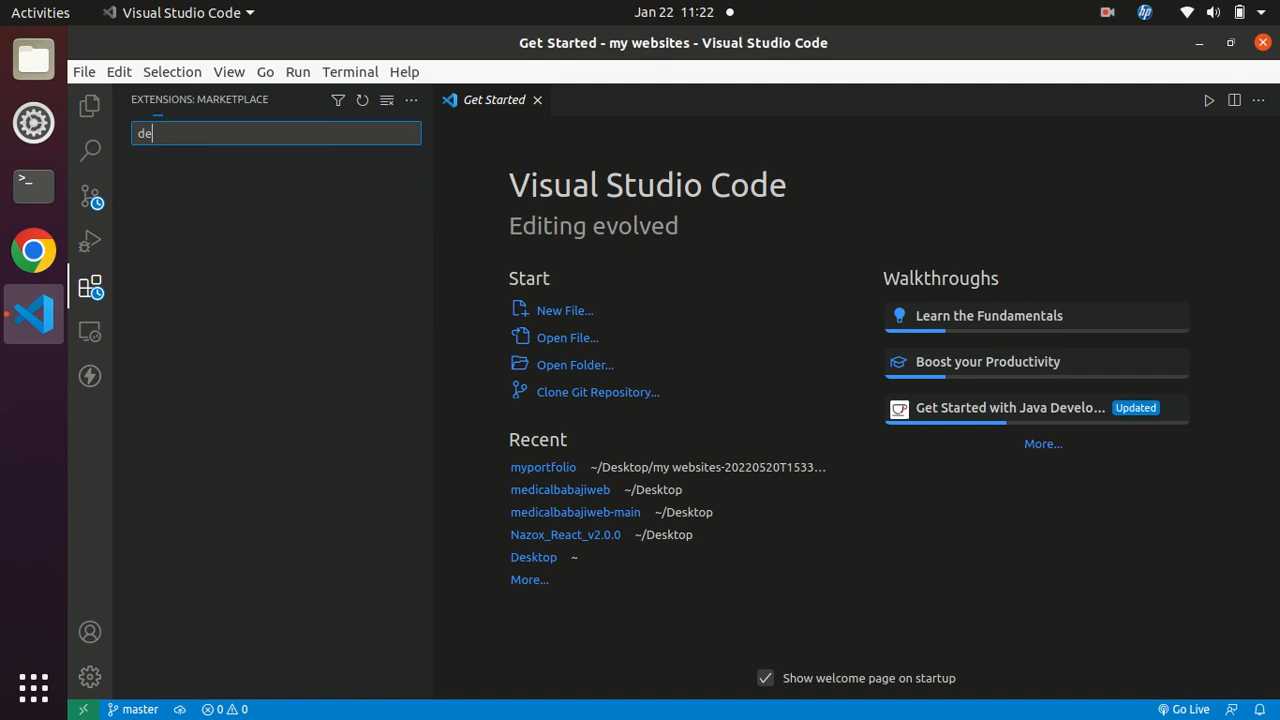 Activities
Visual Studio Code
Jan 22 11:22
Get Started - my websites - Visual Studio Code
File Edit Selection View Go Run Terminal Help
EXTENSIONS: MARKETPLACE
Get Started
de
Visual Studio Code
Editing evolved
Start
New File...
Open File...
Open Folder...
Clone Git Repository...
Recent
myportfolio ~/Desktop/my websites-20220520T1533...
medicalbabajiweb ~/Desktop
medicalbabajiweb-main ~/Desktop
Nazox_React_v2.0.0 ~/Desktop
Desktop ~
More...
Walkthroughs
Learn the Fundamentals
Boost your Productivity
Get Started with Java Develo... Updated
More...
Show welcome page on startup
master
0 0
Go Live